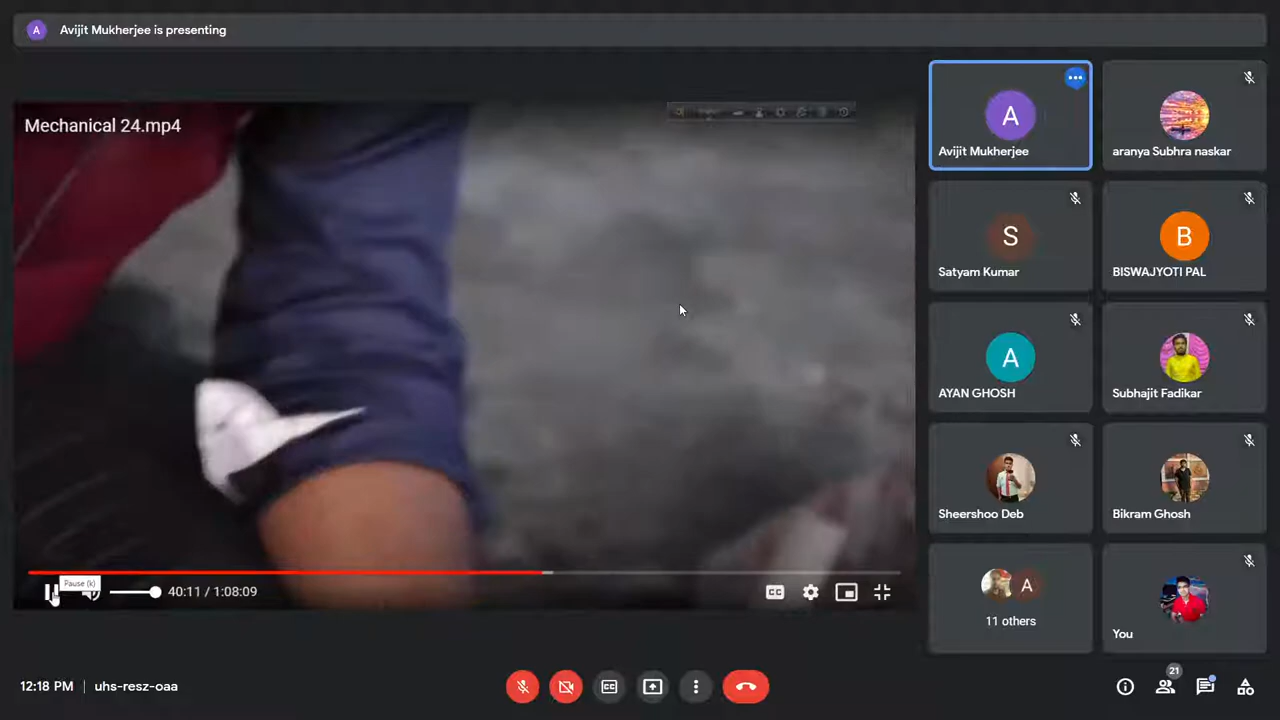 A
Avijit Mukherjee is presenting
Mechanical 24.mp4
Pause (k)
40:11 / 1:08:09
CC
A
Avijit Mukherjee
aranya Subhra naskar
S
Satyam Kumar
B
BISWAJYOTI PAL
A
AYAN GHOSH
Subhajit Fadikar
Sheershoo Deb
Bikram Ghosh
A
11 others
You
12:18 PM | uhs-resz-oaa
CC
21